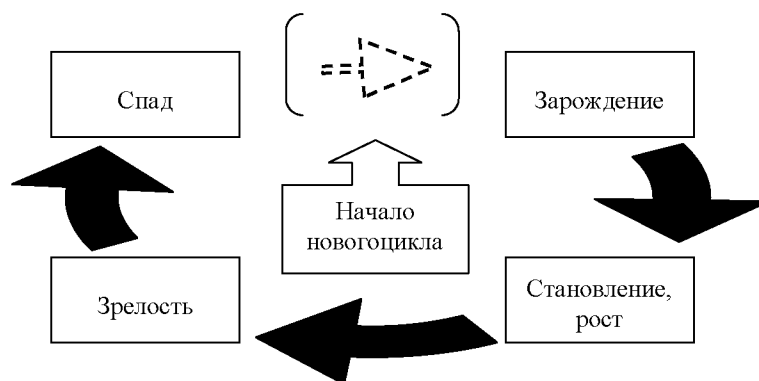 Спад
Зарождение
Начало
новогоцикла
Зрелость
Становление,
рост